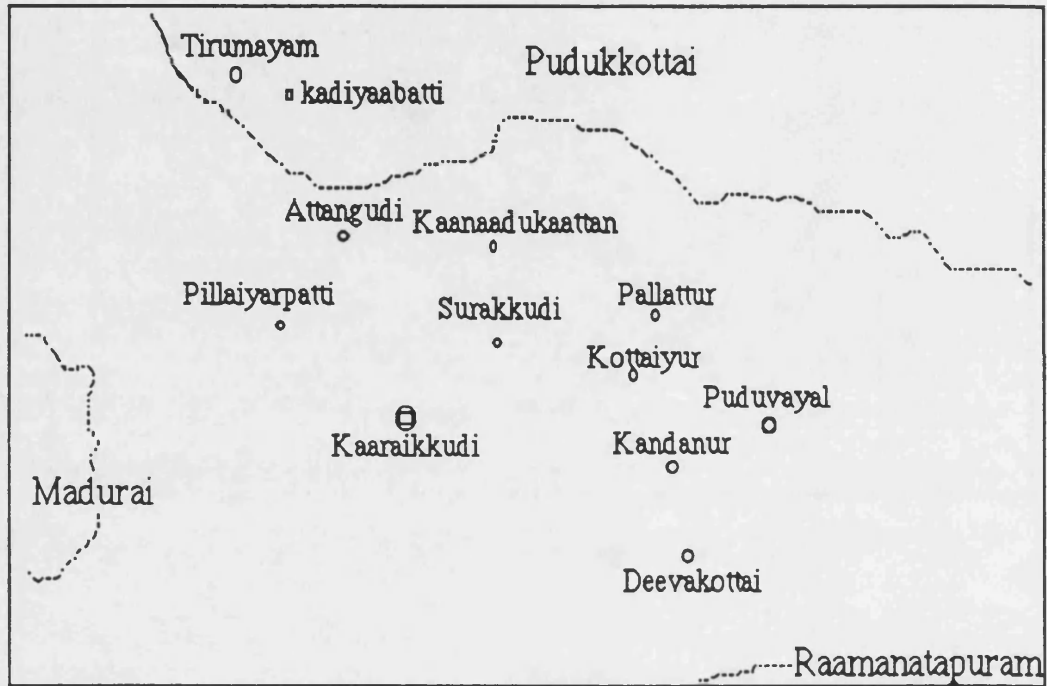 Tirumayam
Pudukkottai
kadiyaabatti
Attangudi
Kaanaadukaattan
Pillaiyarpatti
Surakkudi
Pallattur
Kottaiyur
Puduvayal
Kaaraikkudi
Kandanur
Madurai
Deevakottai
Raamanatapuram